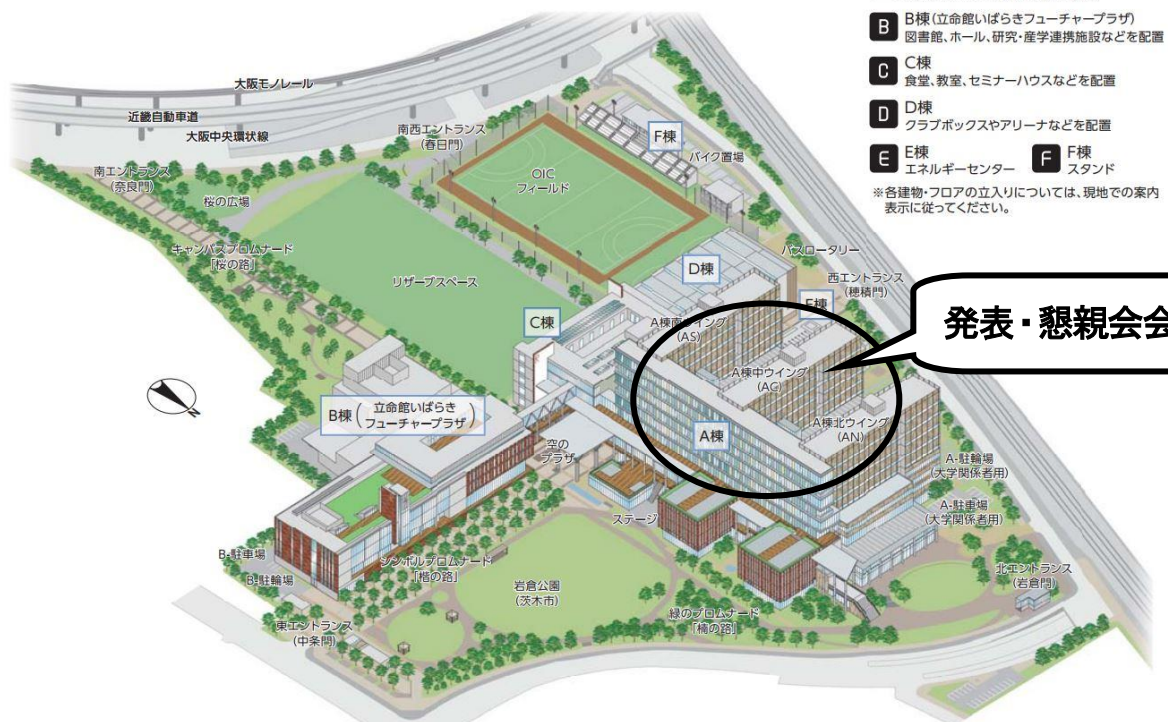 B B棟(立命館いばらきフューチャープラザ)
図書館、ホール、研究・産学連携施設などを配置
C C棟
食堂、教室、セミナーハウスなどを配置
D D棟
クラブボックスやアリーナなどを配置
E E棟
エネルギーセンター
F F棟
スタンド
※各建物・フロアの立入りについては、現地での案内
表示に従ってください。
大阪モノレール
近畿自動車道
大阪中央環状線
南西エントランス
(春日門)
F棟
バイク置場
OIC
フィールド
南エントランス
(奈良門)
桜の広場
キャンパスプロムナード
「桜の路」
リザーブスペース
D棟
バスロータリー
西エントランス
(穂積門)
E棟
発表・懇親会会
C棟
A棟南ウイング
(AS)
A棟中ウイング
(AC)
A棟北ウイング
(AN)
A棟
B棟(立命館いばらき
フューチャープラザ)
空の
プラザ
N
ステージ
A-駐輪場
(大学関係者用)
A-駐車場
(大学関係者用)
B-駐車場
B-駐輪場
シンボルプロムナード
「楷の路」
岩倉公園
(茨木市)
北エントランス
(岩倉門)
緑のプロムナード
「楠の路」
東エントランス
(中条門)